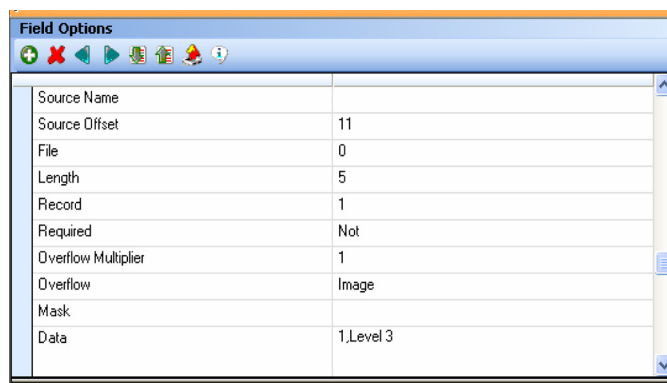 Field Options
Source Name
Source Offset 11
File 0
Length 5
Record 1
Required Not
Overflow Multiplier 1
Overflow Image
Mask
Data 1,Level 3